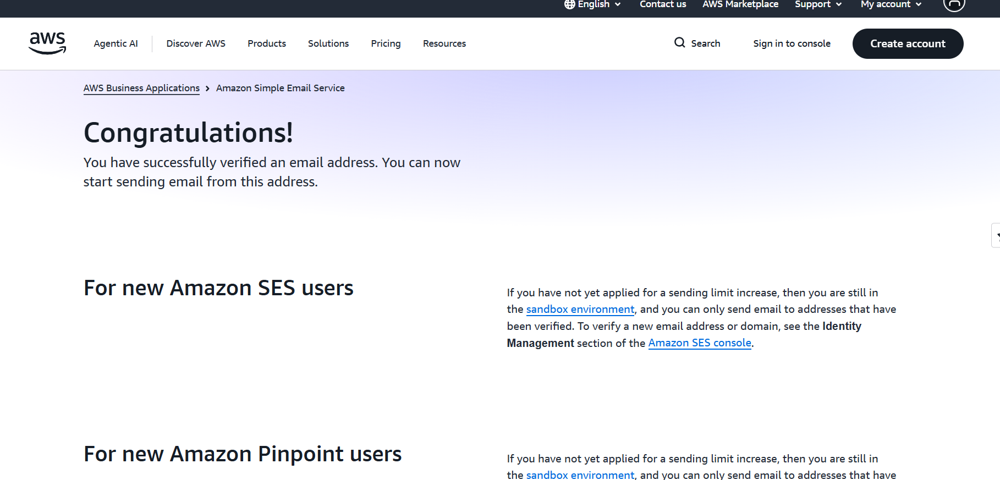 English
Contact us
AWS Marketplace
Support
My account
aws
Agentic AI
Discover AWS
Products
Solutions
Pricing
Resources
Search
Sign in to console
Create account
AWS Business Applications
Amazon Simple Email Service
Congratulations!
You have successfully verified an email address. You can now
start sending email from this address.
For new Amazon SES users
If you have not yet applied for a sending limit increase, then you are still in
the sandbox environment, and you can only send email to addresses that have
been verified. To verify a new email address or domain, see the Identity
Management section of the Amazon SES console.
For new Amazon Pinpoint users
If you have not yet applied for a sending limit increase, then you are still in
the sandbox environment, and you can only send email to addresses that have